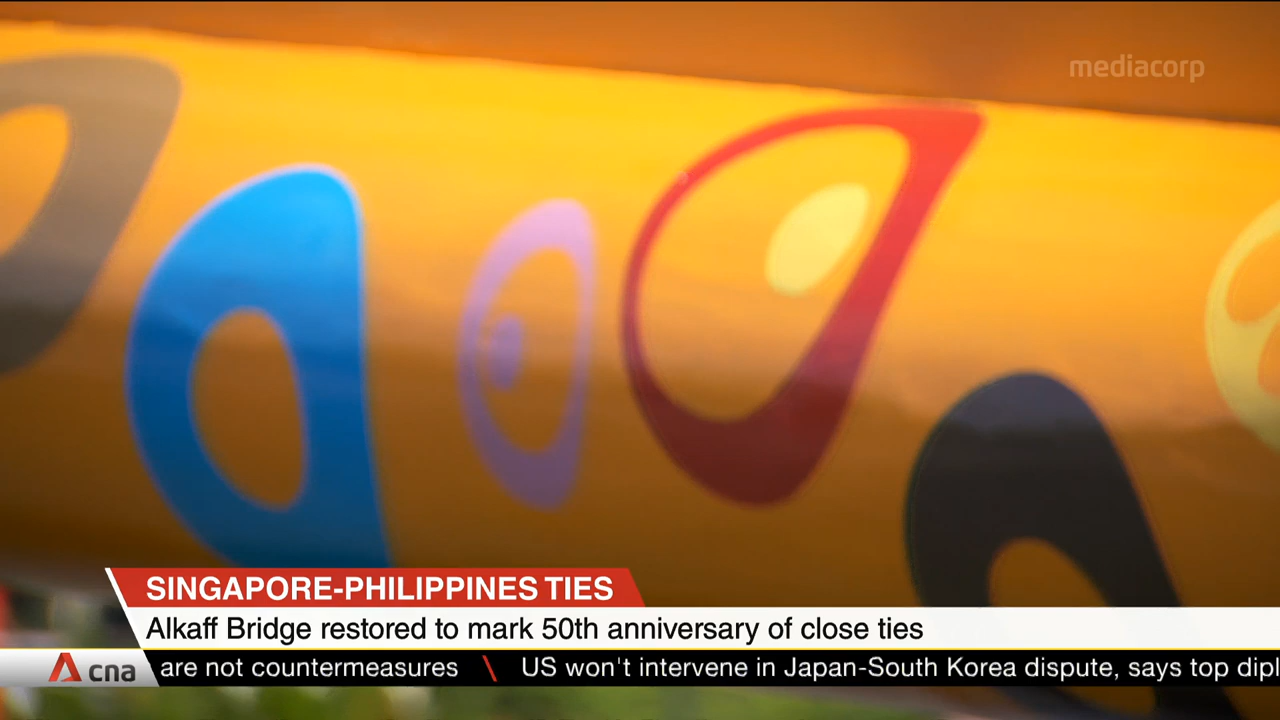 mediacorp
SINGAPORE-PHILIPPINES TIES
Alkaff Bridge restored to mark 50th anniversary of close ties
cna are not countermeasures \ US won't intervene in Japan-South Korea dispute, says top dipl